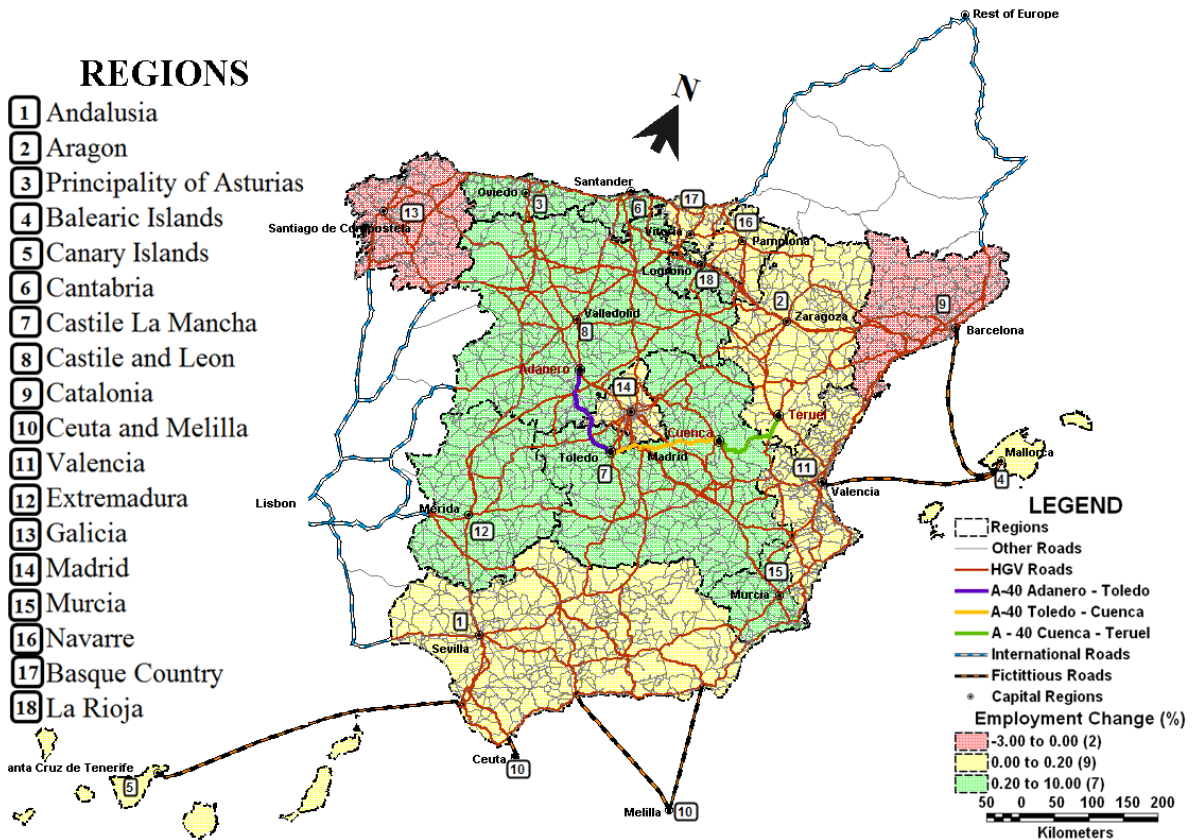 REGIONS
1 Andalusia
2 Aragon
3 Principality of Asturias
4 Balearic Islands
5 Canary Islands
6 Cantabria
7 Castile La Mancha
8 Castile and Leon
9 Catalonia
10 Ceuta and Melilla
11 Valencia
12 Extremadura
13 Galicia
14 Madrid
15 Murcia
16 Navarre
17 Basque Country
18 La Rioja
Rest of Europe
N
Santander
17
Oviedo
3
6
13
16
Santiago de Compostela
Vitoria
Pamplona
Logroño
18
2
9
Valladolid
Zaragoza
8
Barcelona
Adanero
14
Teruel
Cuenca
Toledo
Madrid
Mallorca
7
11
4
Valencia
Lisbon
Mérida
12
15
Murcia
1
Sevilla
anta Cruz de Tenerife
5
Ceuta
10
Melilla
10
LEGEND
Regions
Other Roads
HGV Roads
A-40 Adanero - Toledo
A-40 Toledo - Cuenca
A - 40 Cuenca - Teruel
International Roads
Fictittious Roads
Capital Regions
Employment Change (%)
-3.00 to 0.00 (2)
0.00 to 0.20 (9)
0.20 to 10.00 (7)
50 0 50 100 150 200
Kilometers